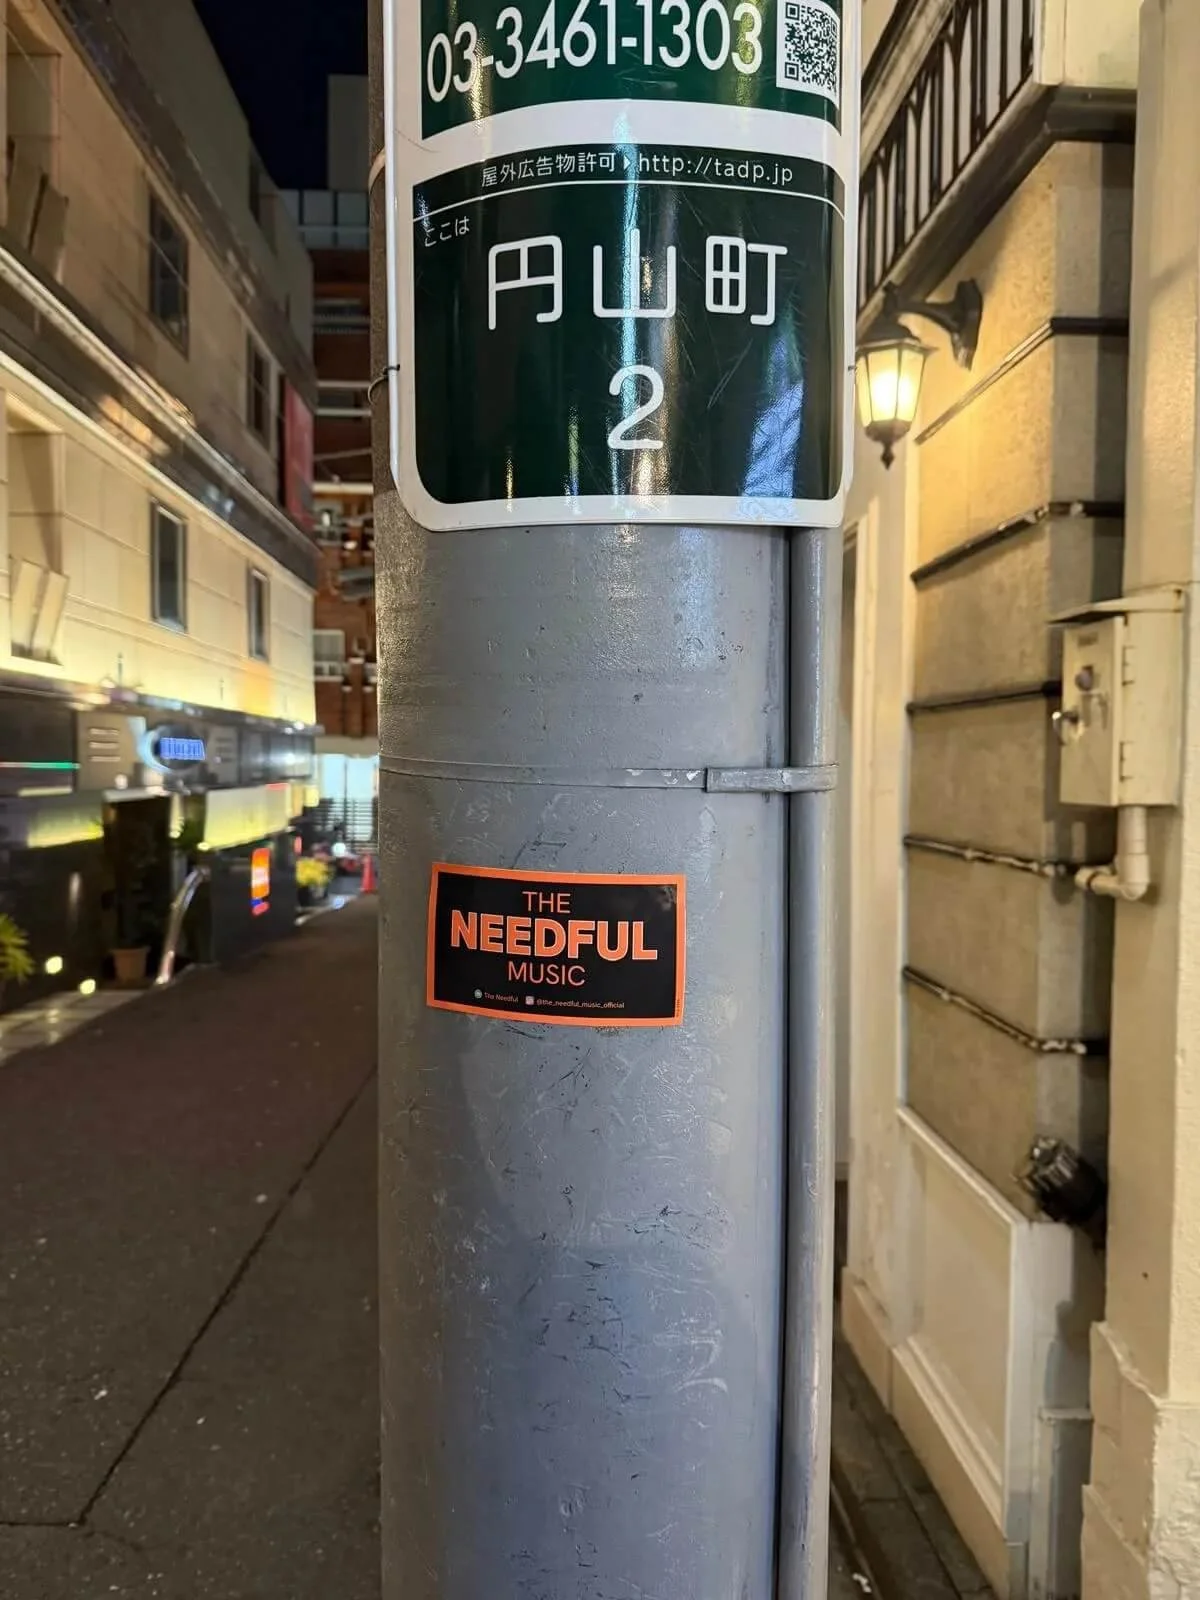 03-3461-1303
屋外広告物許可▶http://tadp.jp
ここは
円山町
2
THE
NEEDFUL
MUSIC
The Needful @the_needful_music_official